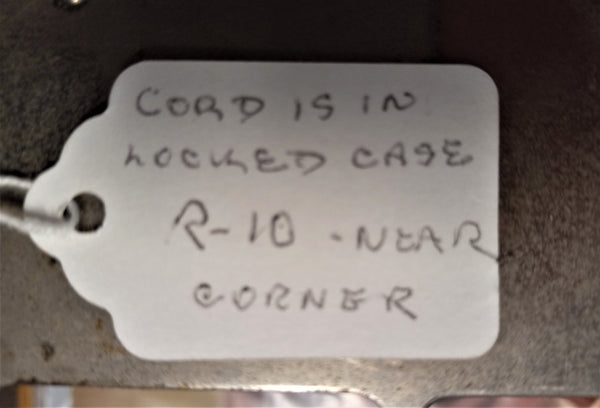 CORD IS IN
LOCKED CASE
R-10 - NEAR
CORNER